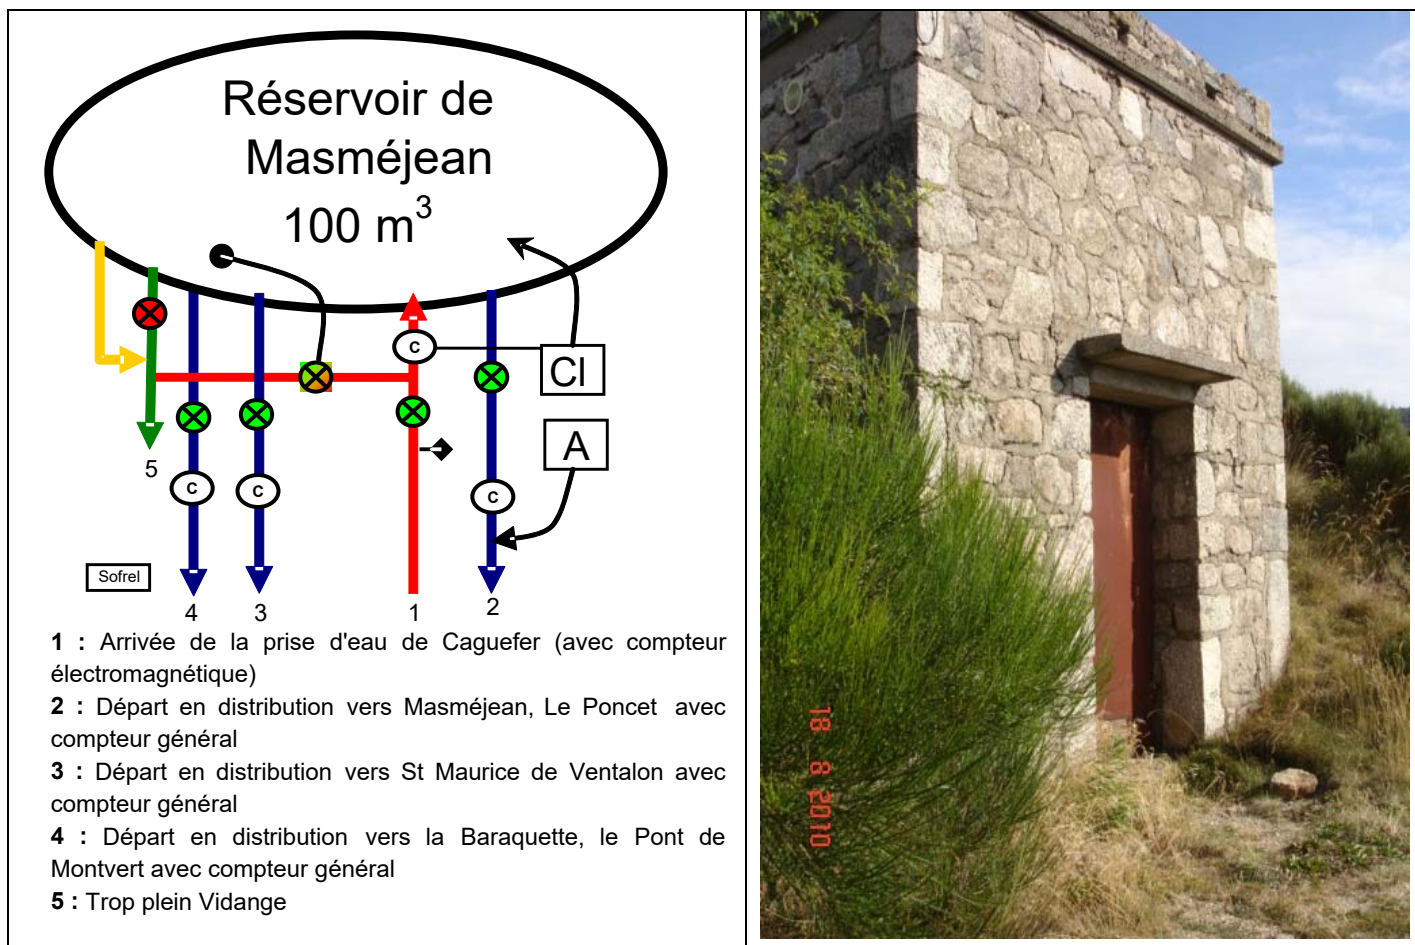 Réservoir de
Masméjean
100 m³
C
Cl
A
C
C
C
5
Sofrel
4
3
1
2
1 : Arrivée de la prise d'eau de Caguefer (avec compteur
électromagnétique)
2 : Départ en distribution vers Masméjean, Le Poncet avec
compteur général
3 : Départ en distribution vers St Maurice de Ventalon avec
compteur général
4 : Départ en distribution vers la Baraquette, le Pont de
Montvert avec compteur général
5 : Trop plein Vidange
18 8 2010